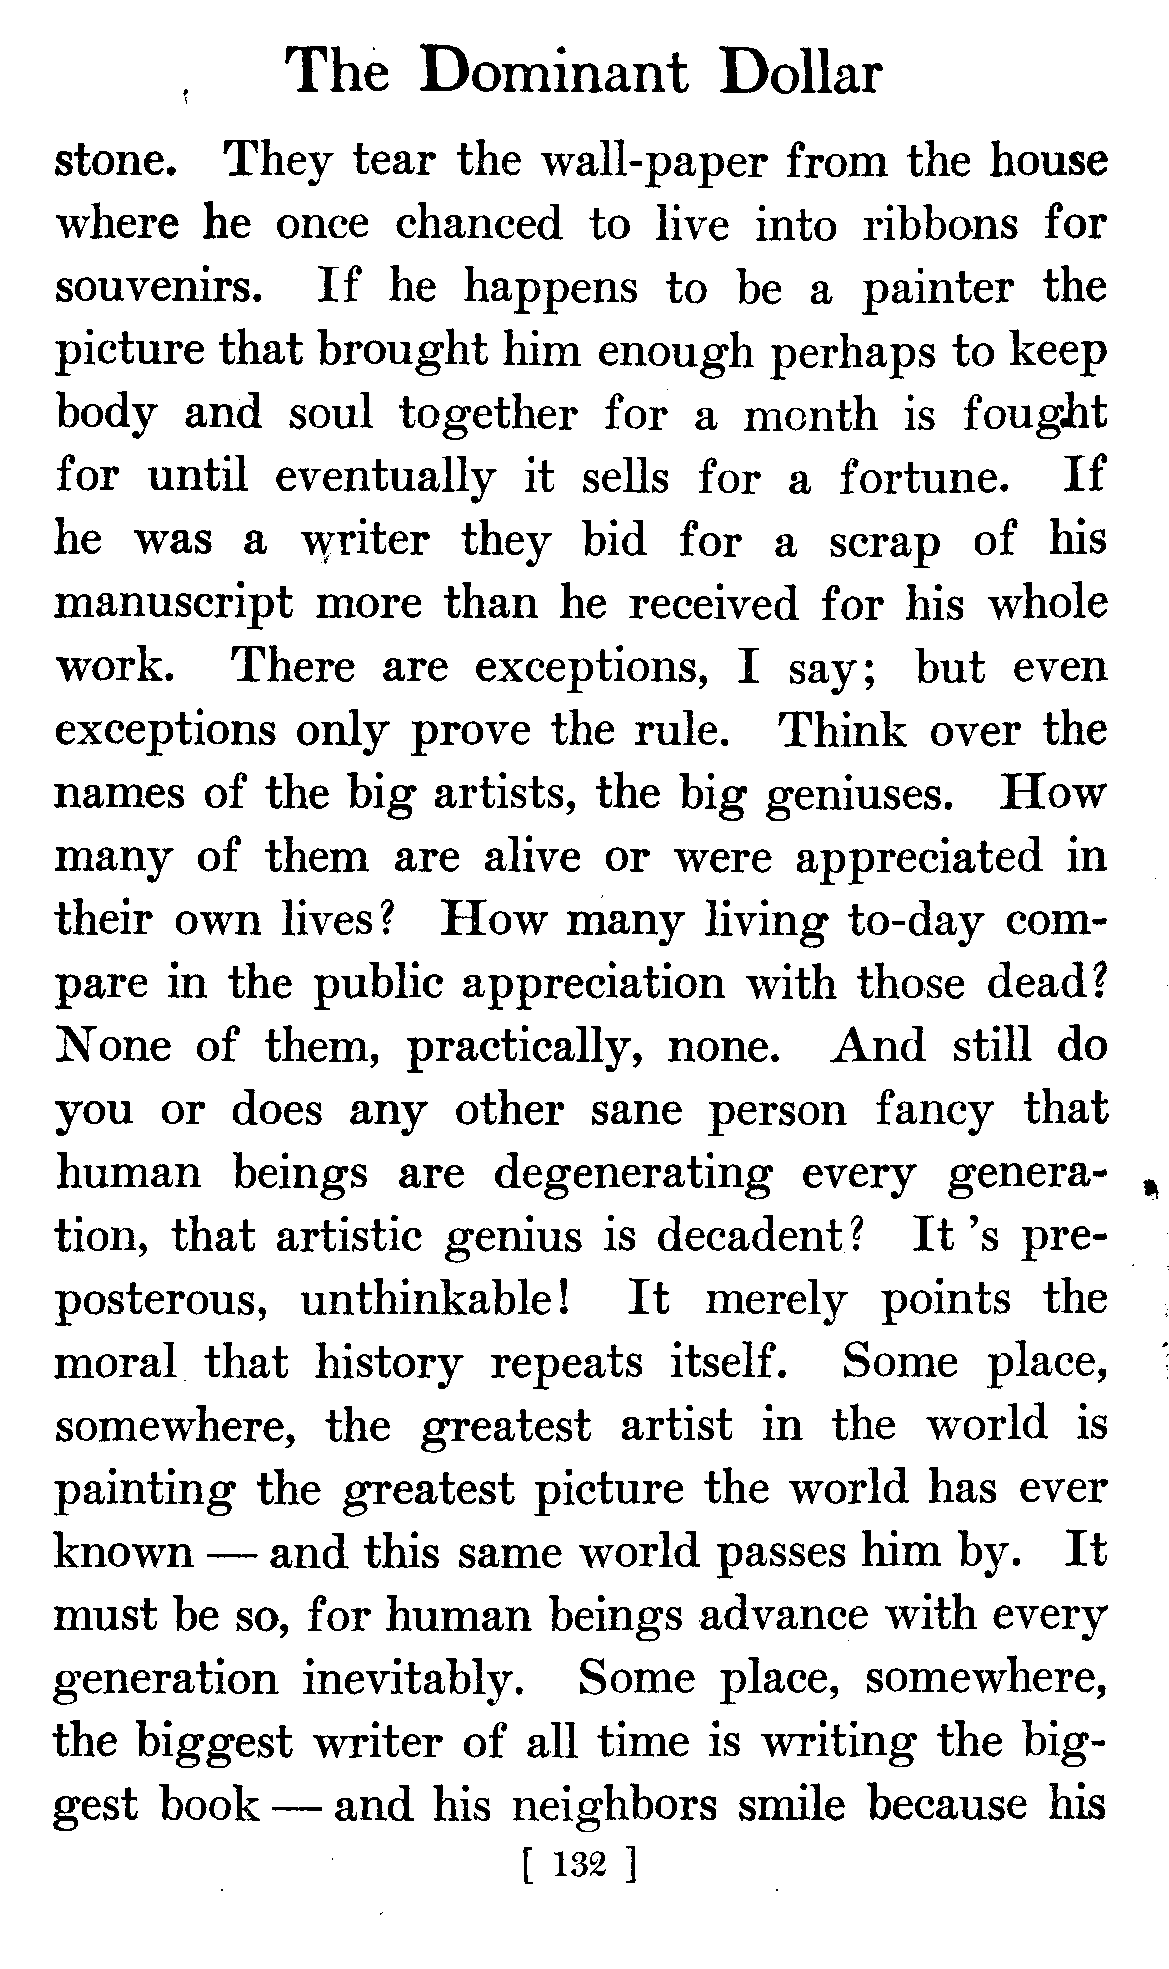 The Dominant Dollar
stone. They tear the wall-paper from the house
where he once chanced to live into ribbons for
souvenirs. If he happens to be a painter the
picture that brought him enough perhaps to keep
body and soul together for a month is fought
for until eventually it sells for a fortune. If
he was a writer they bid for a scrap of his
manuscript more than he received for his whole
work. There are exceptions, I say; but even
exceptions only prove the rule. Think over the
names of the big artists, the big geniuses. How
many of them are alive or were appreciated in
their own lives? How many living to-day com-
pare in the public appreciation with those dead?
None of them, practically, none. And still do
you or does any other sane person fancy that
human beings are degenerating every genera-
tion, that artistic genius is decadent? It 's pre-
posterous, unthinkable! It merely points the
moral that history repeats itself. Some place,
somewhere, the greatest artist in the world is
painting the greatest picture the world has ever
known — and this same world passes him by. It
must be so, for human beings advance with every
generation inevitably. Some place, somewhere,
the biggest writer of all time is writing the big-
gest book — and his neighbors smile because his
[ 132 ]